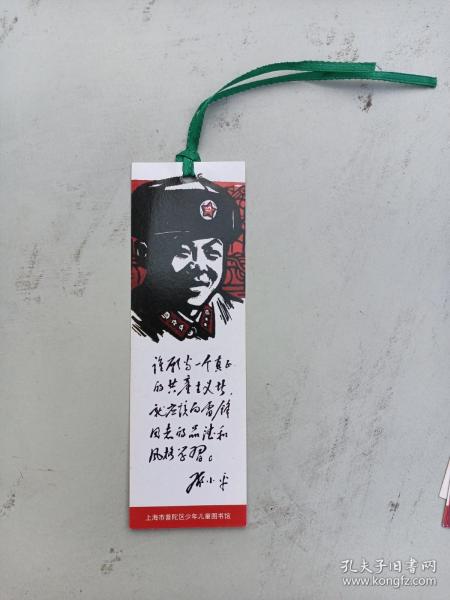 谁愿当一个真正
的共产主义者，
就应该向雷锋
同志的品德和
风格学习。
邓小平
上海市普陀区少年儿童图书馆
孔夫子旧书网
www.kongfz.com